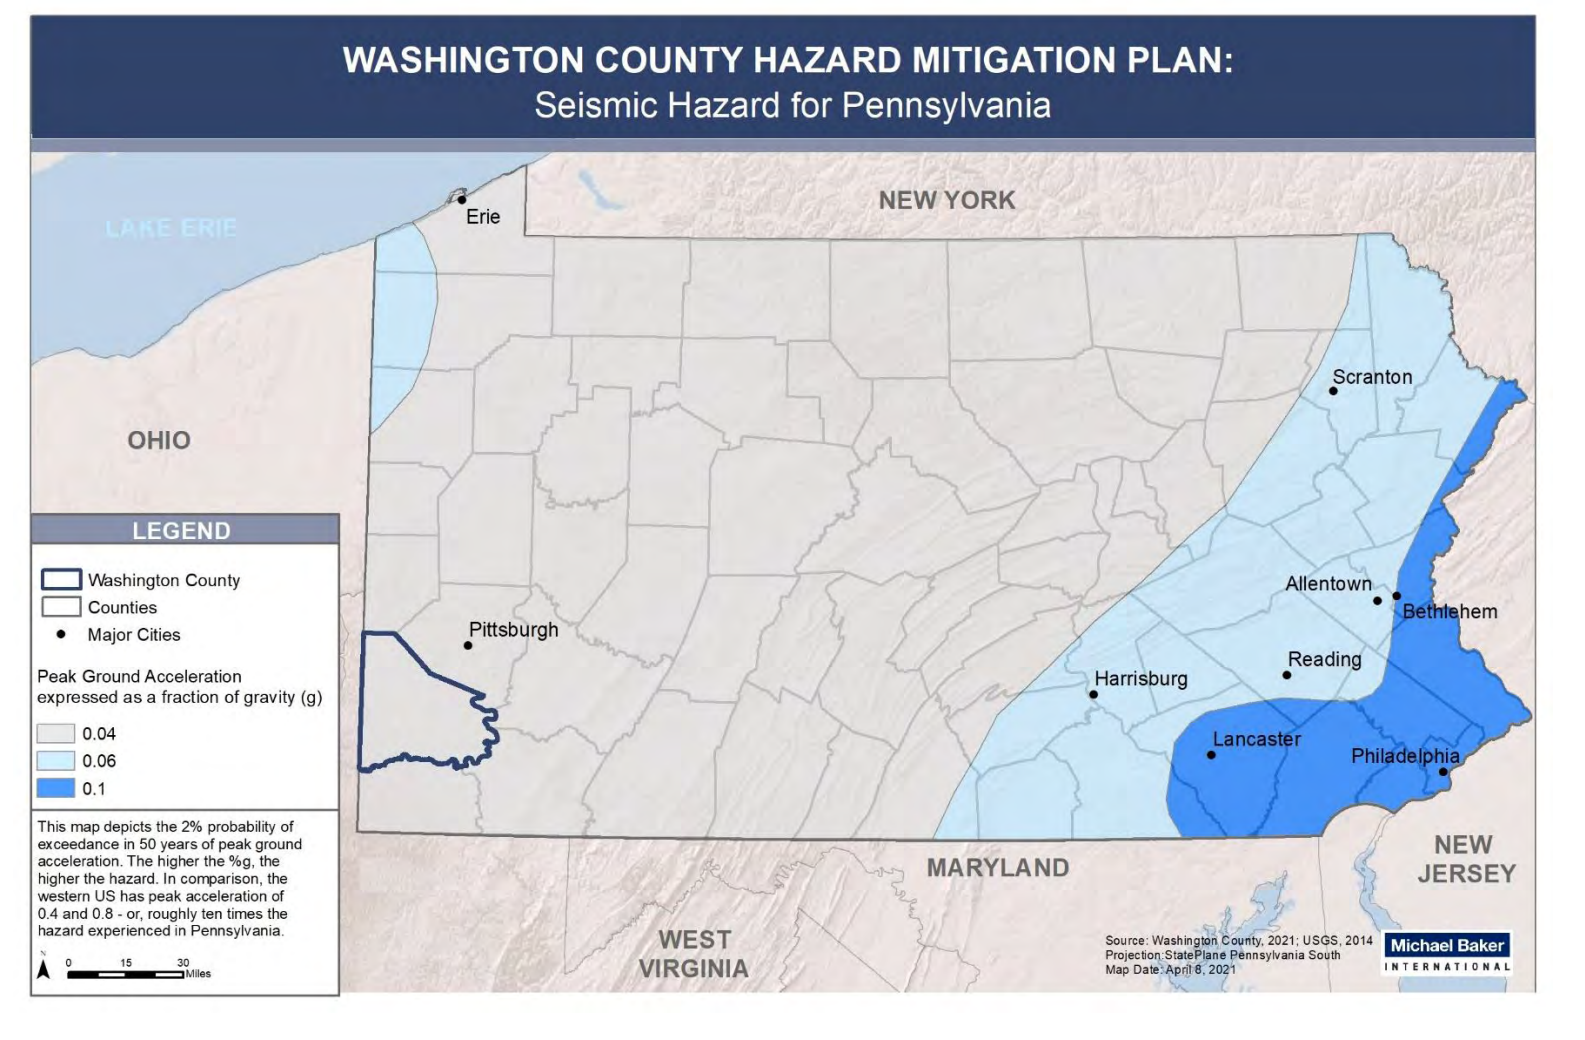 WASHINGTON COUNTY HAZARD MITIGATION PLAN:
Seismic Hazard for Pennsylvania
LAKE ERIE
Erie
NEW YORK
OHIO
Scranton
Allentown
Bethlehem
Pittsburgh
Reading
Harrisburg
Lancaster
Philadelphia
MARYLAND
NEW
JERSEY
WEST
VIRGINIA
LEGEND
Washington County
Counties
Major Cities
Peak Ground Acceleration
expressed as a fraction of gravity (g)
0.04
0.06
0.1
This map depicts the 2% probability of
exceedance in 50 years of peak ground
acceleration. The higher the %g, the
higher the hazard. In comparison, the
western US has peak acceleration of
0.4 and 0.8 - or, roughly ten times the
hazard experienced in Pennsylvania.
N
0 15 30
Miles
Source: Washington County, 2021; USGS, 2014
Projection:StatePlane Pennsylvania South
Map Date:April 8, 2021
Michael Baker
INTERNATIONAL